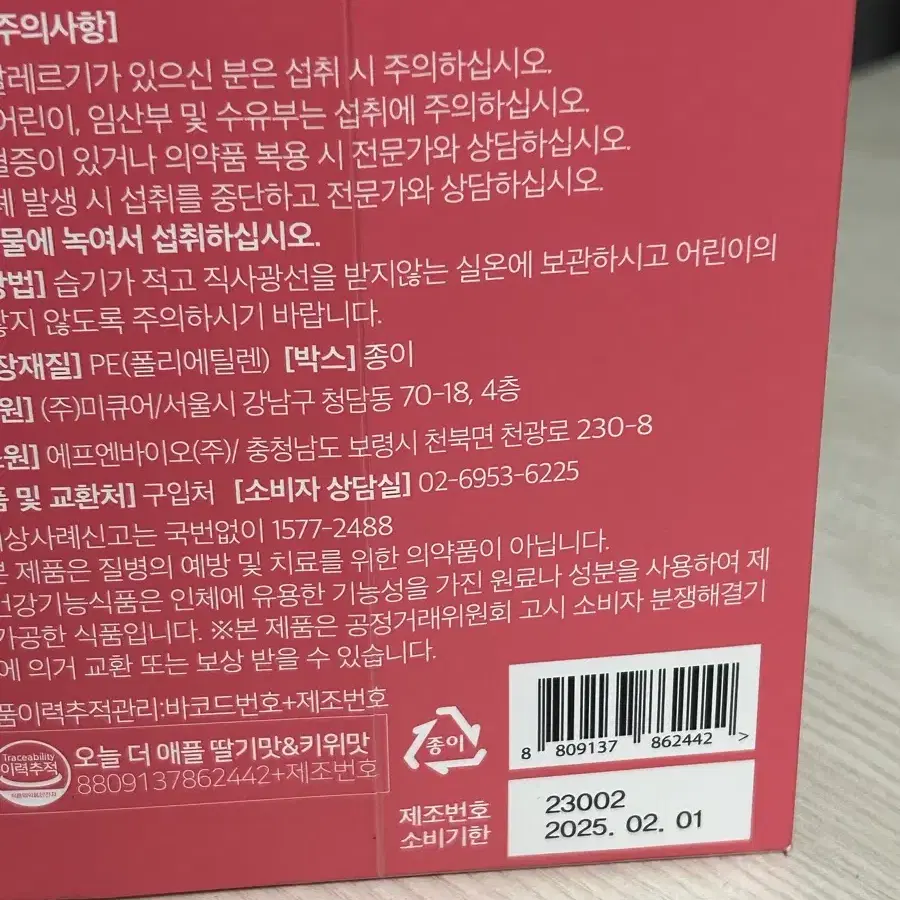 주의사항]
알레르기가 있으신 분은 섭취 시 주의하십시오.
어린이, 임산부 및 수유부는 섭취에 주의하십시오.
결증이 있거나 의약품 복용 시 전문가와 상담하십시오.
발생 시 섭취를 중단하고 전문가와 상담하십시오.
물에 녹여서 섭취하십시오.
방법] 습기가 적고 직사광선을 받지않는 실온에 보관하시고 어린이의
닿지 않도록 주의하시기 바랍니다.
장재질] PE(폴리에틸렌) [박스] 종이
원] (주)미큐어/서울시 강남구 청담동 70-18, 4층
원] 에프엔바이오(주)/ 충청남도 보령시 천북면 천광로 230-8
품 및 교환처] 구입처 [소비자 상담실] 02-6953-6225
이상사례신고는 국번없이 1577-2488
본 제품은 질병의 예방 및 치료를 위한 의약품이 아닙니다.
건강기능식품은 인체에 유용한 기능성을 가진 원료나 성분을 사용하여 제
가공한 식품입니다. ※본 제품은 공정거래위원회 고시 소비자 분쟁해결기
에 의거 교환 또는 보상 받을 수 있습니다.
품이력추적관리:바코드번호+제조번호
Traceability
이력추적
오늘 더 애플 딸기맛&키위맛
8809137862442+제조번호
종이
8 809137 862442 >
제조번호 23002
소비기한 2025. 02. 01